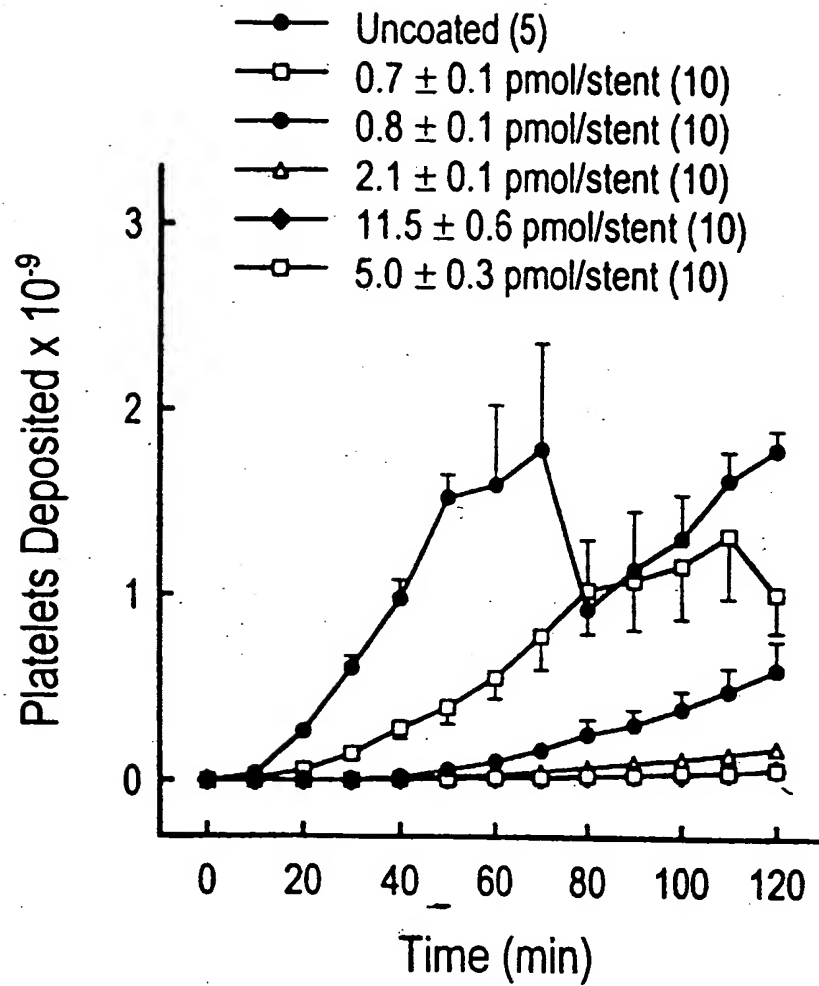 Uncoated (5)
0.7 ± 0.1 pmol/stent (10)
0.8 ± 0.1 pmol/stent (10)
2.1 ± 0.1 pmol/stent (10)
11.5 ± 0.6 pmol/stent (10)
5.0 ± 0.3 pmol/stent (10)
Platelets Deposited x 10⁻⁹
3
2
1
0
0 20 40 60 80 100 120
Time (min)